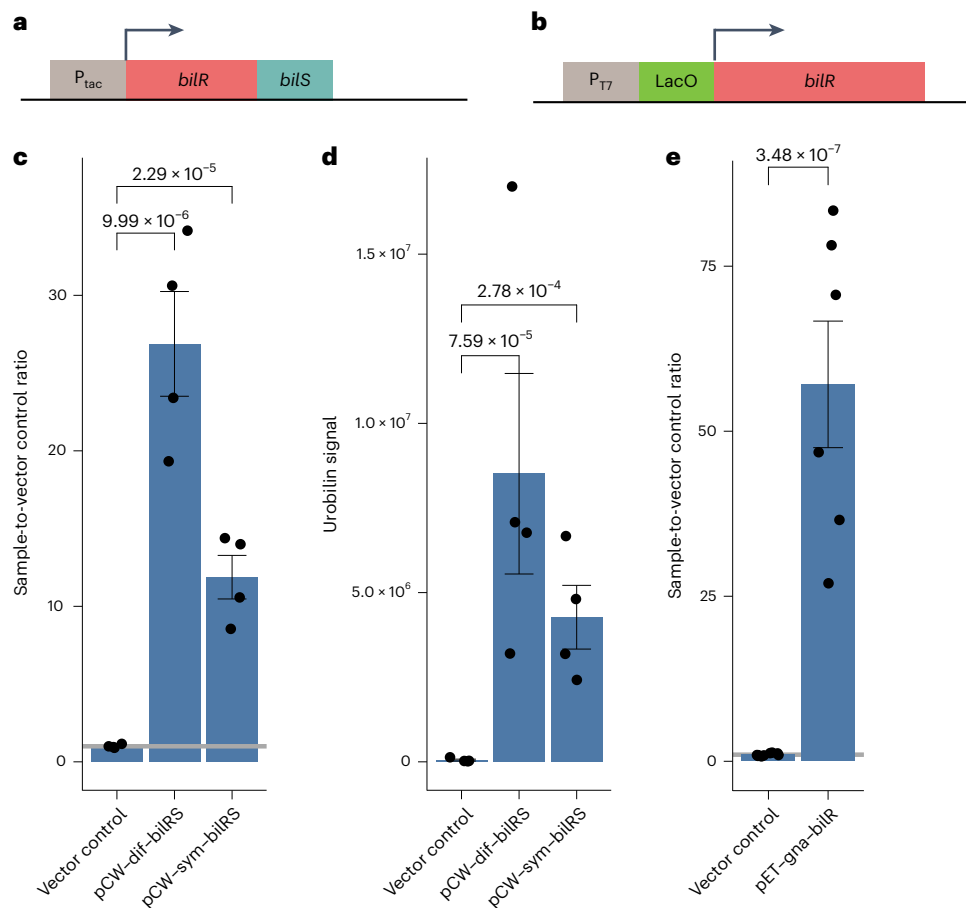 a
P_tac bilR bilS
b
P_T7 LacO bilR
c
Sample-to-vector control ratio
2.29 × 10⁻⁵
9.99 × 10⁻⁶
30
20
10
0
Vector control
pCW–dif–bilRS
pCW–sym–bilRS
d
Urobilin signal
1.5 × 10⁷
2.78 × 10⁻⁴
7.59 × 10⁻⁵
1.0 × 10⁷
5.0 × 10⁶
0
Vector control
pCW–dif–bilRS
pCW–sym–bilRS
e
Sample-to-vector control ratio
3.48 × 10⁻⁷
75
50
25
0
Vector control
pET–gna–bilR